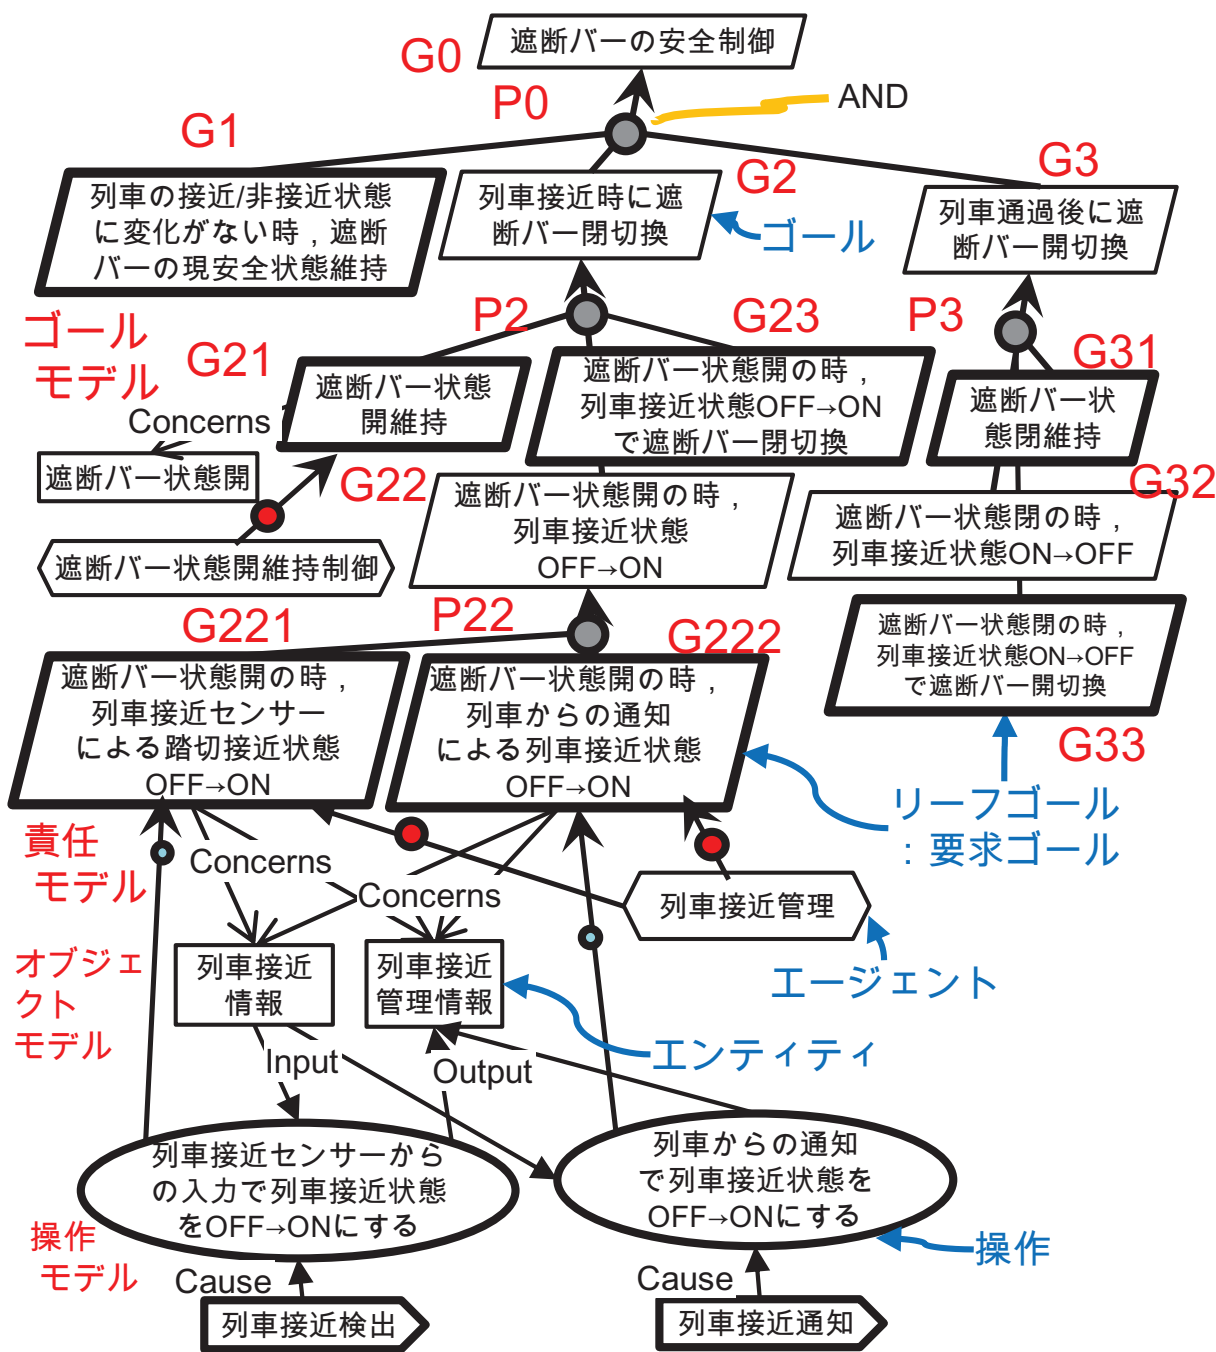 遮断バーの安全制御
G0
P0
AND
G1
列車の接近/非接近状態
に変化がない時，遮断
バーの現安全状態維持
列車接近時に遮
断バー閉切換
G2
ゴール
G3
列車通過後に遮
断バー開切換
ゴール
モデル
P2
G23
P3
G21
遮断バー状態
開維持
遮断バー状態開の時，
列車接近状態OFF→ON
で遮断バー閉切換
G31
遮断バー状
態閉維持
Concerns
遮断バー状態開
G22
遮断バー状態開の時，
列車接近状態
OFF→ON
G32
遮断バー状態閉の時，
列車接近状態ON→OFF
遮断バー状態開維持制御
G221
P22
G222
遮断バー状態閉の時，
列車接近状態ON→OFF
で遮断バー開切換
G33
遮断バー状態開の時，
列車接近センサー
による踏切接近状態
OFF→ON
遮断バー状態開の時，
列車からの通知
による列車接近状態
OFF→ON
リーフゴール
：要求ゴール
責任
モデル
Concerns
Concerns
列車接近管理
エージェント
オブジェ
クト
モデル
列車接近
情報
列車接近
管理情報
エンティティ
Input
Output
列車接近センサーから
の入力で列車接近状態
をOFF→ONにする
列車からの通知
で列車接近状態を
OFF→ONにする
操作
操作
モデル
Cause
列車接近検出
Cause
列車接近通知